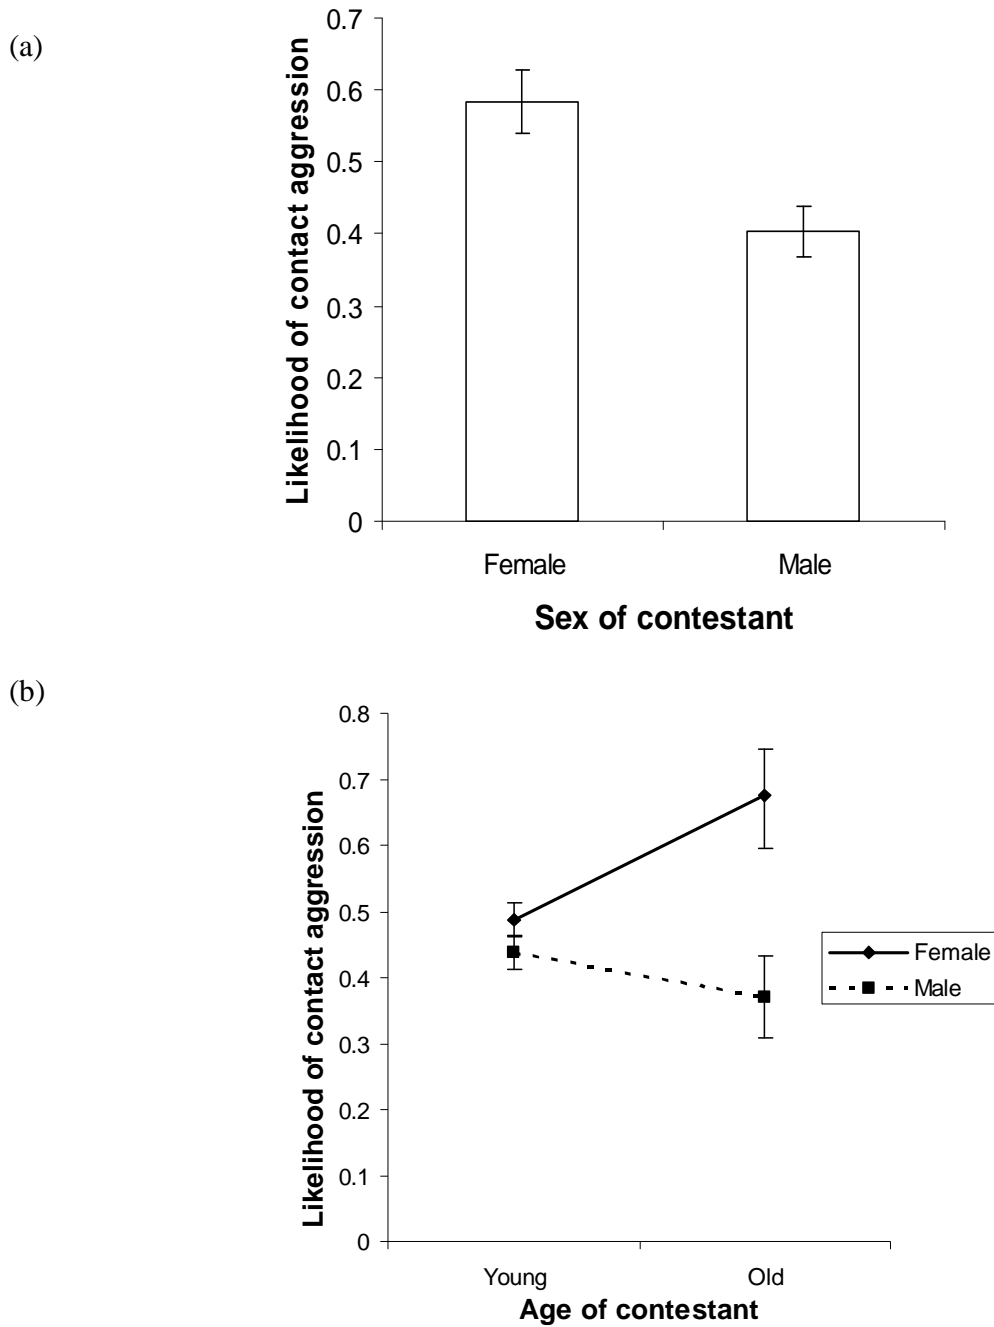 (a)
Likelihood of contact aggression
0.7
0.6
0.5
0.4
0.3
0.2
0.1
0
Female Male
Sex of contestant
(b)
Likelihood of contact aggression
0.8
0.7
0.6
0.5
0.4
0.3
0.2
0.1
0
Female
Male
Young Old
Age of contestant